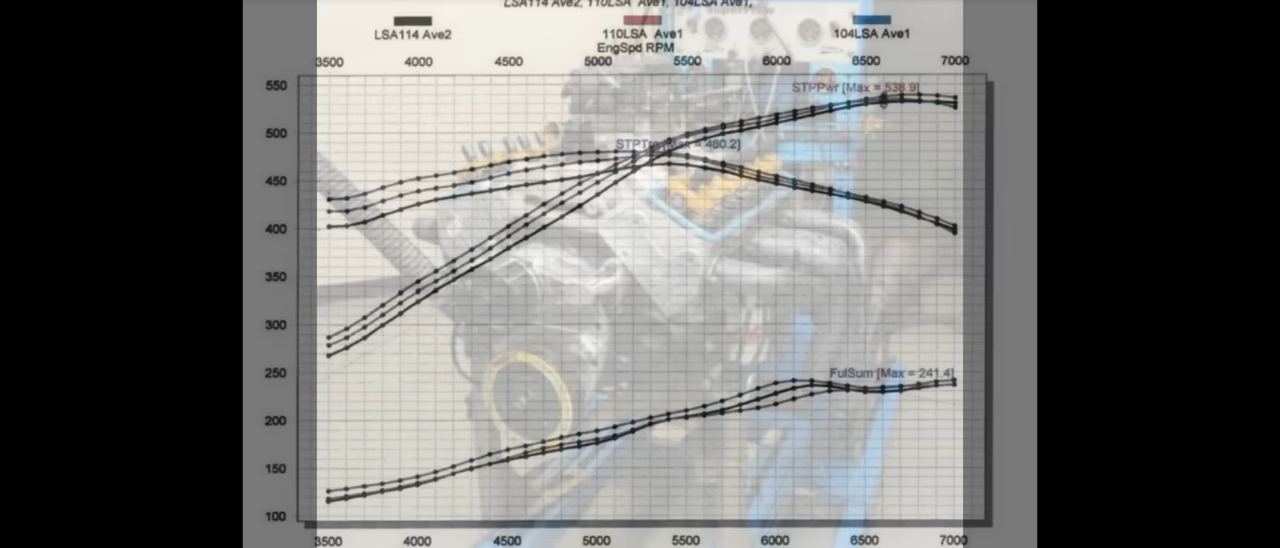 LSA114 Ave2, 110LSA Ave1, 104LSA Ave1,
LSA114 Ave2 110LSA Ave1 104LSA Ave1
EngSpd RPM
3500 4000 4500 5000 5500 6000 6500 7000
550
STPPwr [Max = 538.9]
500
STPTrq [Max = 480.2]
450
400
350
300
250
FulSum [Max = 241.4]
200
150
100
3500 4000 4500 5000 5500 6000 6500 7000